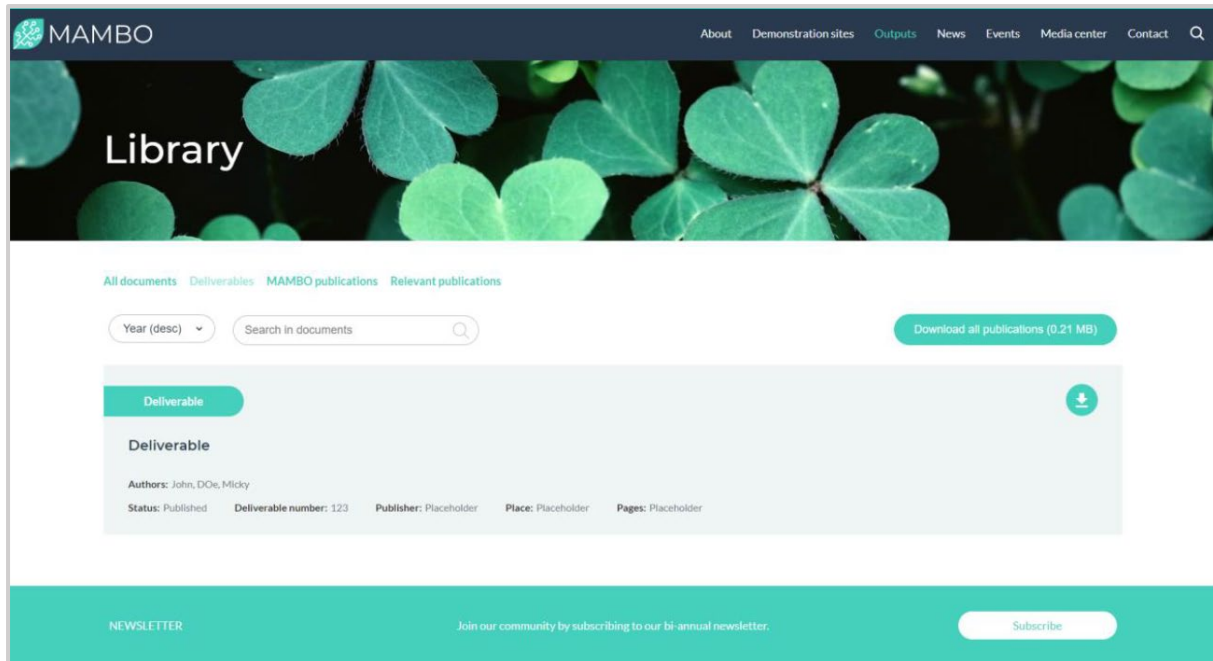 MAMBO
About Demonstration sites Outputs News Events Media center Contact
Library
All documents Deliverables MAMBO publications Relevant publications
Year (desc) Search in documents Download all publications (0.21 MB)
Deliverable
Deliverable
Authors: John, DOe, Micky
Status: Published Deliverable number: 123 Publisher: Placeholder Place: Placeholder Pages: Placeholder
NEWSLETTER Join our community by subscribing to our bi-annual newsletter. Subscribe